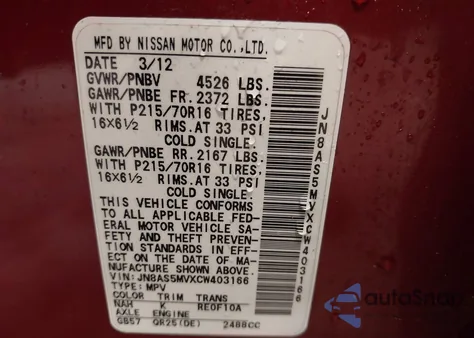 MFD BY NISSAN MOTOR CO.,LTD.
DATE 3/12
GVWR/PNBV 4526 LBS.
GAWR/PNBE FR. 2372 LBS.
WITH P215/70R16 TIRES,
16X6½ RIMS.AT 33 PSI
COLD SINGLE.
GAWR/PNBE RR. 2167 LBS.
WITH P215/70R16 TIRES,
16X6½ RIMS.AT 33 PSI
COLD SINGLE.
THIS VEHICLE CONFORMS
TO ALL APPLICABLE FED-
ERAL MOTOR VEHICLE SA-
FETY AND THEFT PREVEN-
TION STANDARDS IN EFF-
ECT ON THE DATE OF MA-
NUFACTURE SHOWN ABOVE.
VIN: JN8AS5MVXCW403166
TYPE: MPV
COLOR TRIM TRANS
NAH K RE0F10A
AXLE ENGINE
GB57 QR25(DE) 2488CC
JN8AS5MVXCW403166
AutoSnap